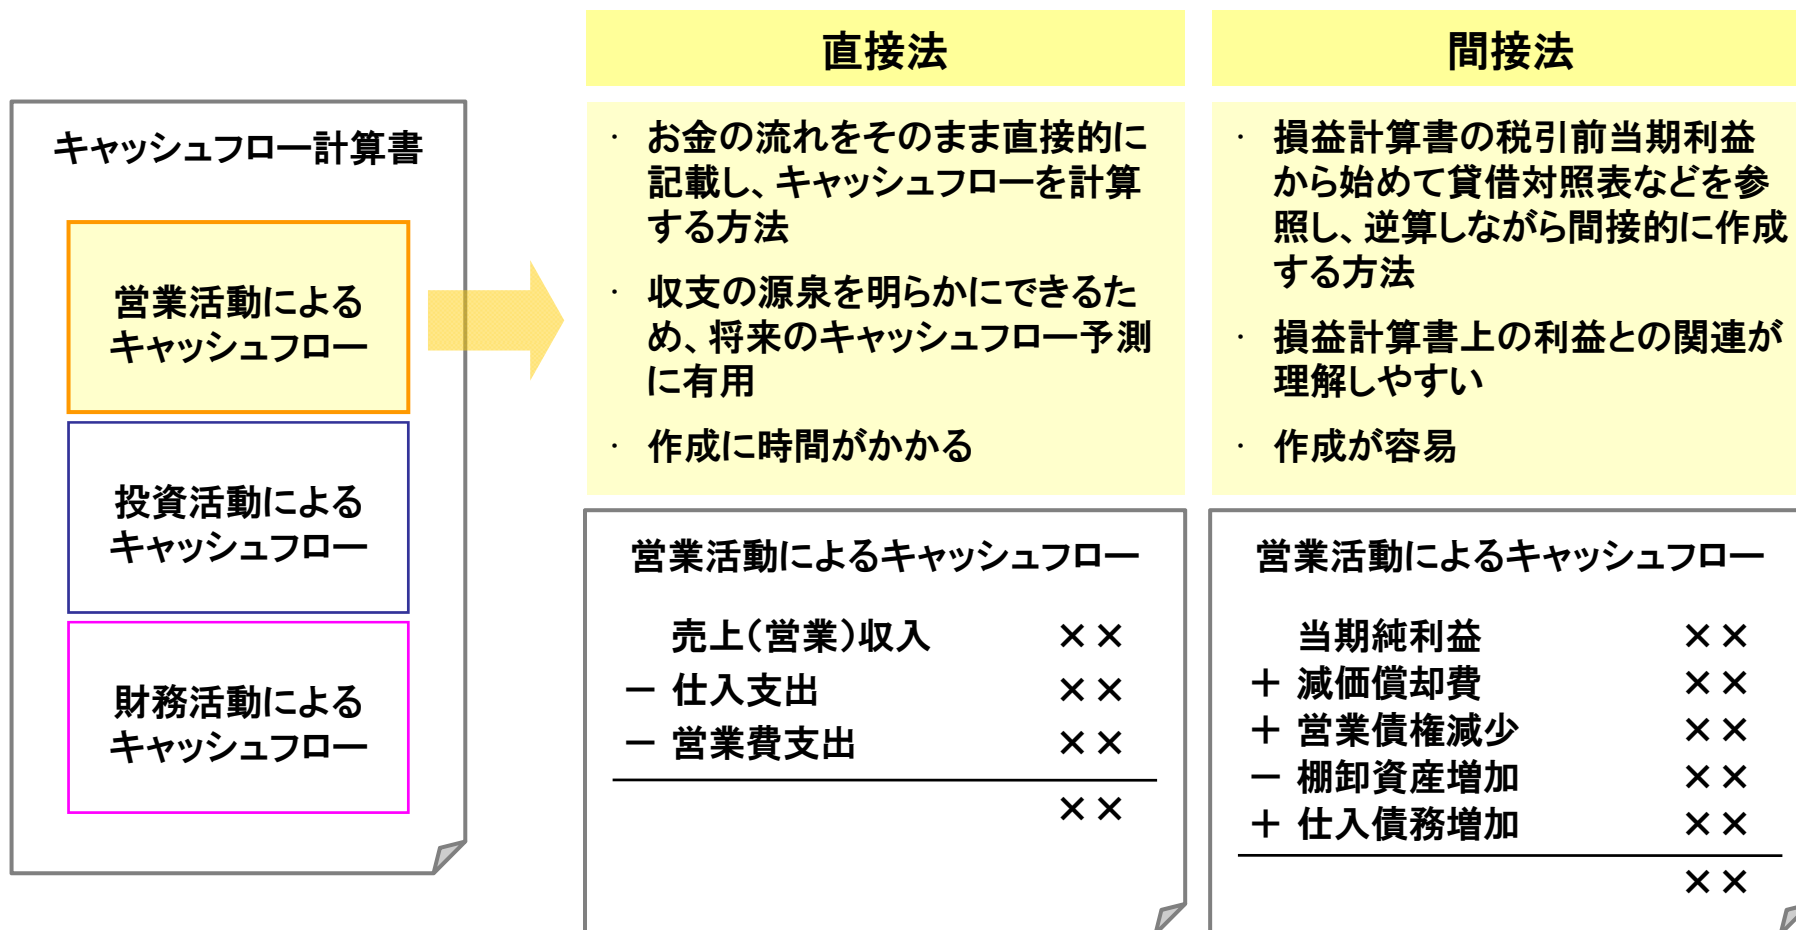 直接法
間接法
キャッシュフロー計算書
営業活動による
キャッシュフロー
投資活動による
キャッシュフロー
財務活動による
キャッシュフロー
・ お金の流れをそのまま直接的に
記載し、キャッシュフローを計算
する方法
・ 収支の源泉を明らかにできるた
め、将来のキャッシュフロー予測
に有用
・ 作成に時間がかかる
・ 損益計算書の税引前当期利益
から始めて貸借対照表などを参
照し、逆算しながら間接的に作成
する方法
・ 損益計算書上の利益との関連が
理解しやすい
・ 作成が容易
営業活動によるキャッシュフロー
売上(営業)収入 ××
－ 仕入支出 ××
－ 営業費支出 ××
××
営業活動によるキャッシュフロー
当期純利益 ××
＋ 減価償却費 ××
＋ 営業債権減少 ××
－ 棚卸資産増加 ××
＋ 仕入債務増加 ××
××